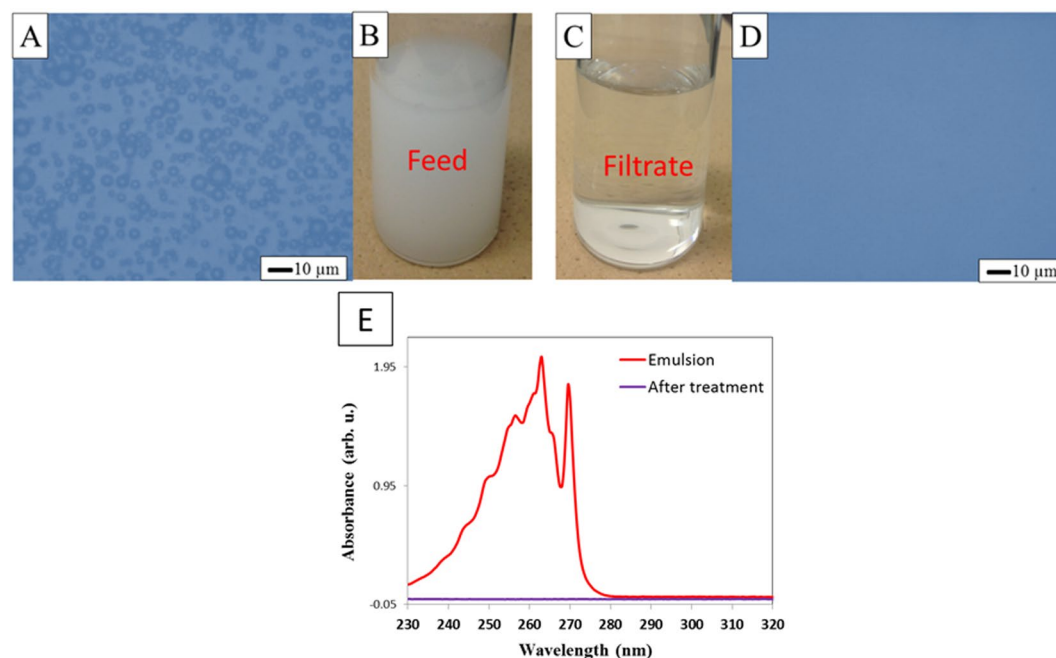 A
B
C
D
Feed
Filtrate
10 µm
10 µm
E
1.95
0.95
-0.05
Absorbance (arb. u.)
Emulsion
After treatment
230 240 250 260 270 280 290 300 310 320
Wavelength (nm)